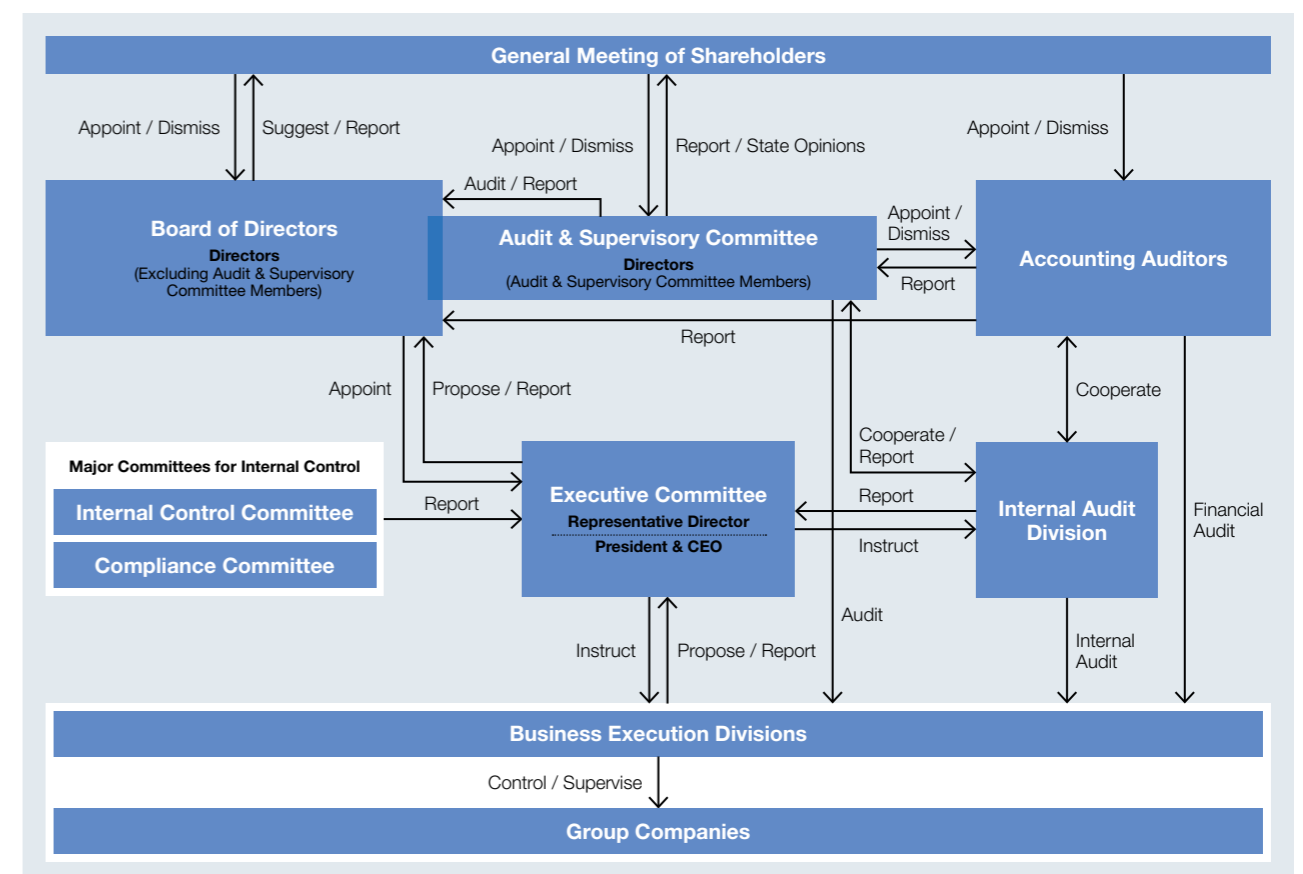 General Meeting of Shareholders
Appoint / Dismiss
Suggest / Report
Appoint / Dismiss
Report / State Opinions
Appoint / Dismiss
Audit / Report
Board of Directors
Directors
(Excluding Audit & Supervisory
Committee Members)
Audit & Supervisory Committee
Directors
(Audit & Supervisory Committee Members)
Appoint /
Dismiss
Report
Accounting Auditors
Report
Appoint
Propose / Report
Cooperate
Cooperate /
Report
Major Committees for Internal Control
Internal Control Committee
Compliance Committee
Report
Executive Committee
Representative Director
President & CEO
Report
Instruct
Internal Audit
Division
Financial
Audit
Instruct
Propose / Report
Audit
Internal
Audit
Business Execution Divisions
Control / Supervise
Group Companies